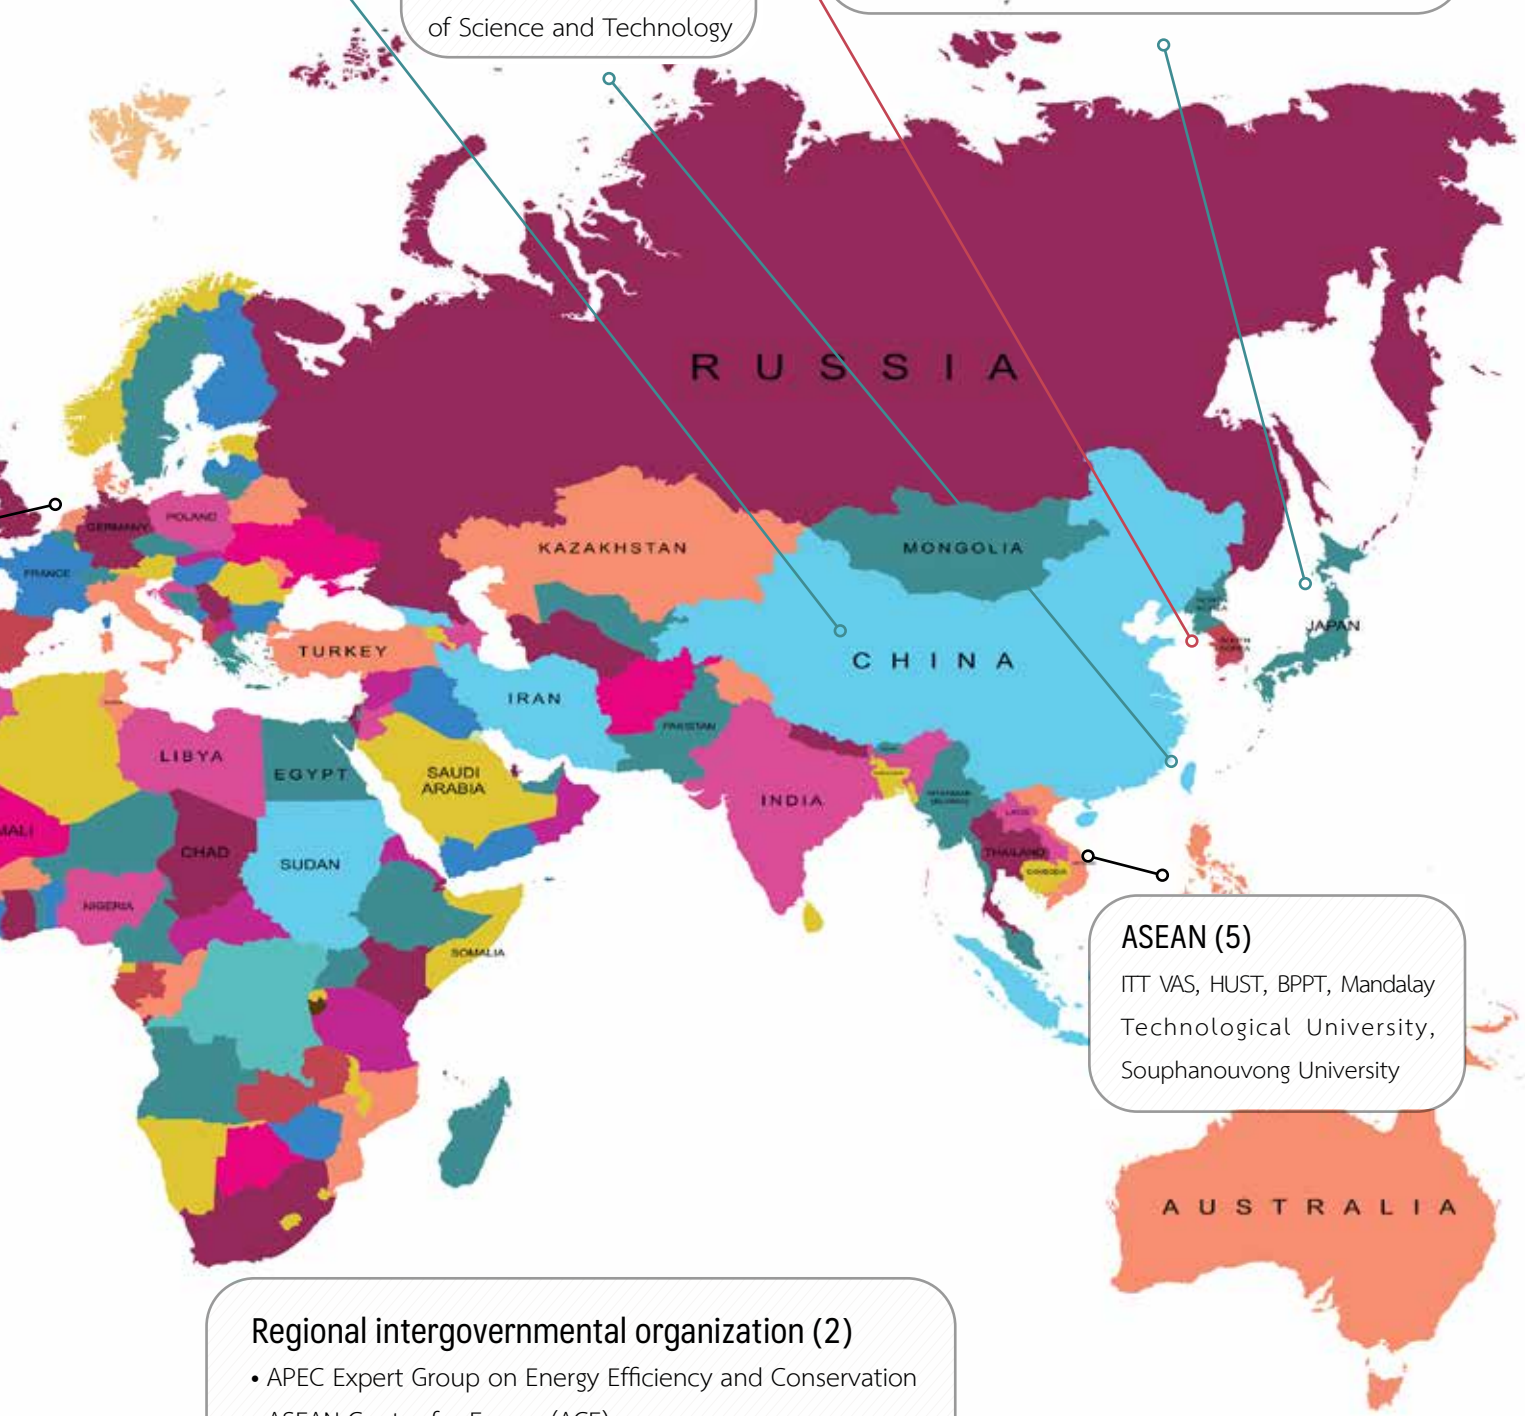 of Science and Technology
RUSSIA
GERMANY
POLAND
FRANCE
KAZAKHSTAN
MONGOLIA
JAPAN
TURKEY
CHINA
IRAN
PAKISTAN
LIBYA
EGYPT
SAUDI
ARABIA
INDIA
LAOS
MALI
CHAD
SUDAN
THAILAND
CAMBODIA
NIGERIA
SOMALIA
ASEAN (5)
ITT VAS, HUST, BPPT, Mandalay
Technological University,
Souphanouvong University
AUSTRALIA
Regional intergovernmental organization (2)
• APEC Expert Group on Energy Efficiency and Conservation